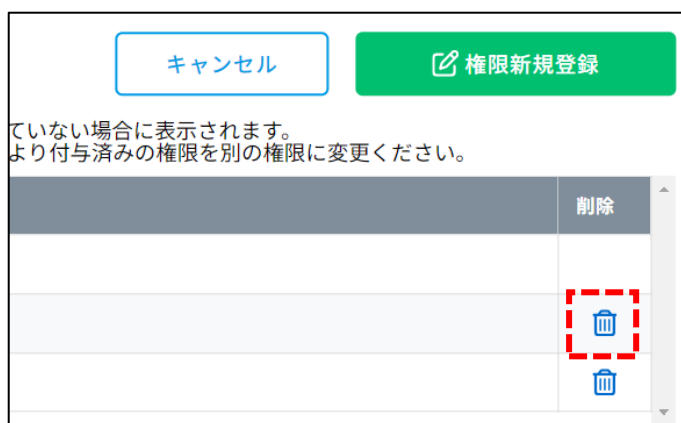 キャンセル
権限新規登録
ていない場合に表示されます。
より付与済みの権限を別の権限に変更ください。
削除